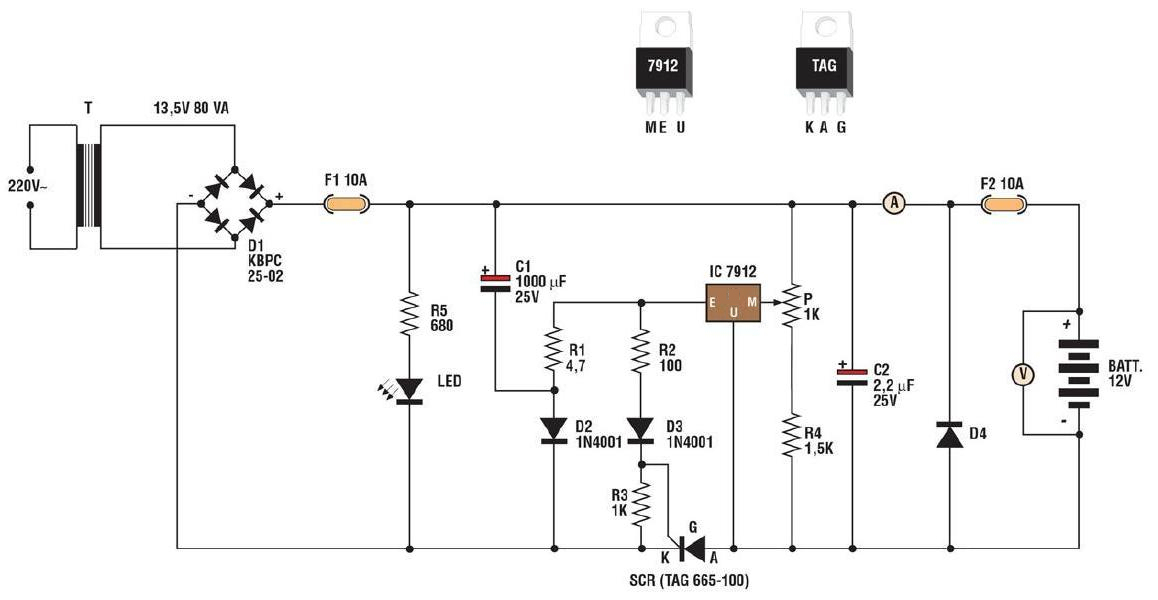 7912
TAG
M E U
K A G
T
13,5V 80 VA
220V~
-
+
D1
KBPC
25-02
F1 10A
A
F2 10A
R5
680
LED
+
C1
1000 µF
25V
R1
4,7
R2
100
IC 7912
E
M
U
P
1K
D2
1N4001
D3
1N4001
R3
1K
R4
1,5K
+
C2
2,2 µF
25V
D4
V
+
-
BATT.
12V
G
K
A
SCR (TAG 665-100)